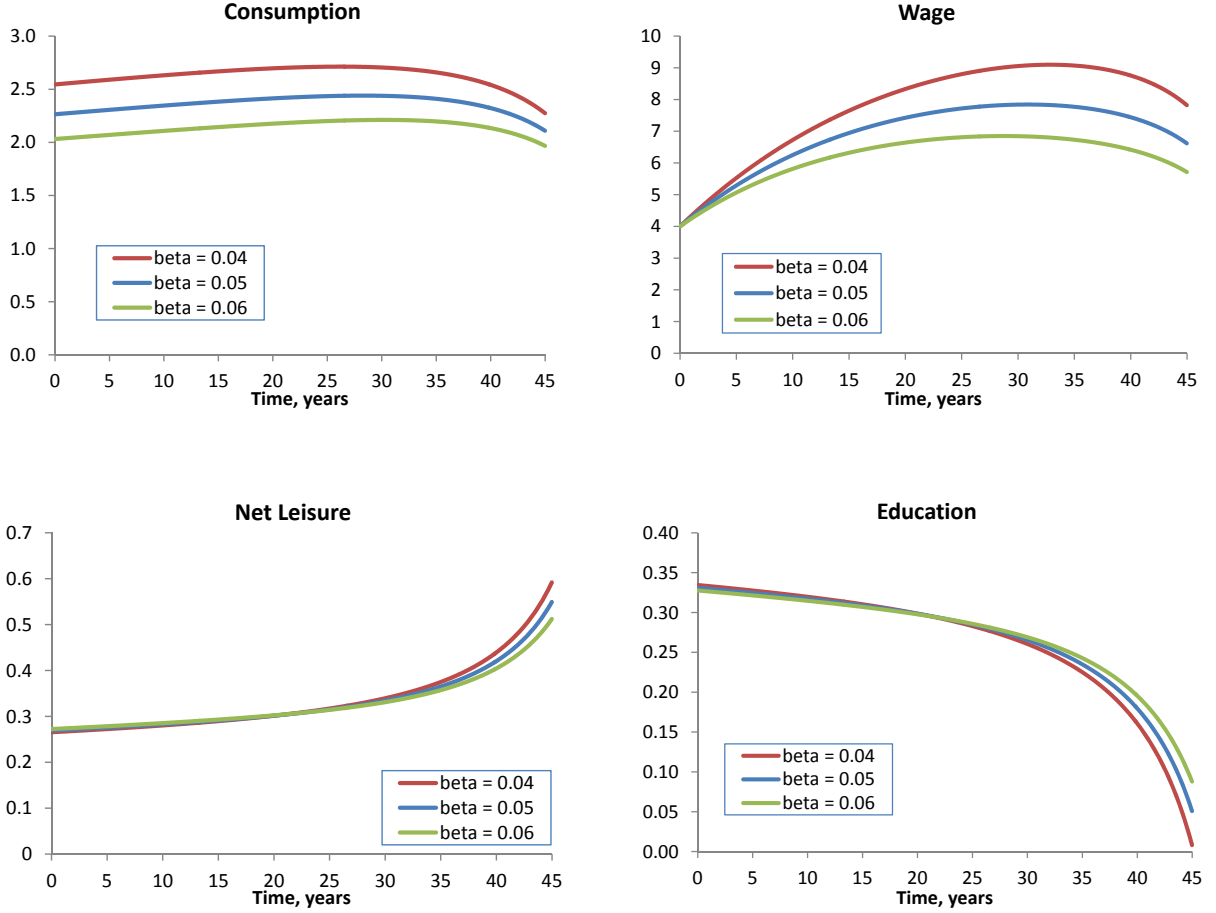 Consumption
3.0
2.5
2.0
1.5
1.0
0.5
0.0
beta = 0.04
beta = 0.05
beta = 0.06
0 5 10 15 20 25 30 35 40 45
Time, years
Wage
10
9
8
7
6
5
4
3
2
1
0
beta = 0.04
beta = 0.05
beta = 0.06
0 5 10 15 20 25 30 35 40 45
Time, years
Net Leisure
0.7
0.6
0.5
0.4
0.3
0.2
0.1
0
beta = 0.04
beta = 0.05
beta = 0.06
0 5 10 15 20 25 30 35 40 45
Time, years
Education
0.40
0.35
0.30
0.25
0.20
0.15
0.10
0.05
0.00
beta = 0.04
beta = 0.05
beta = 0.06
0 5 10 15 20 25 30 35 40 45
Time, years